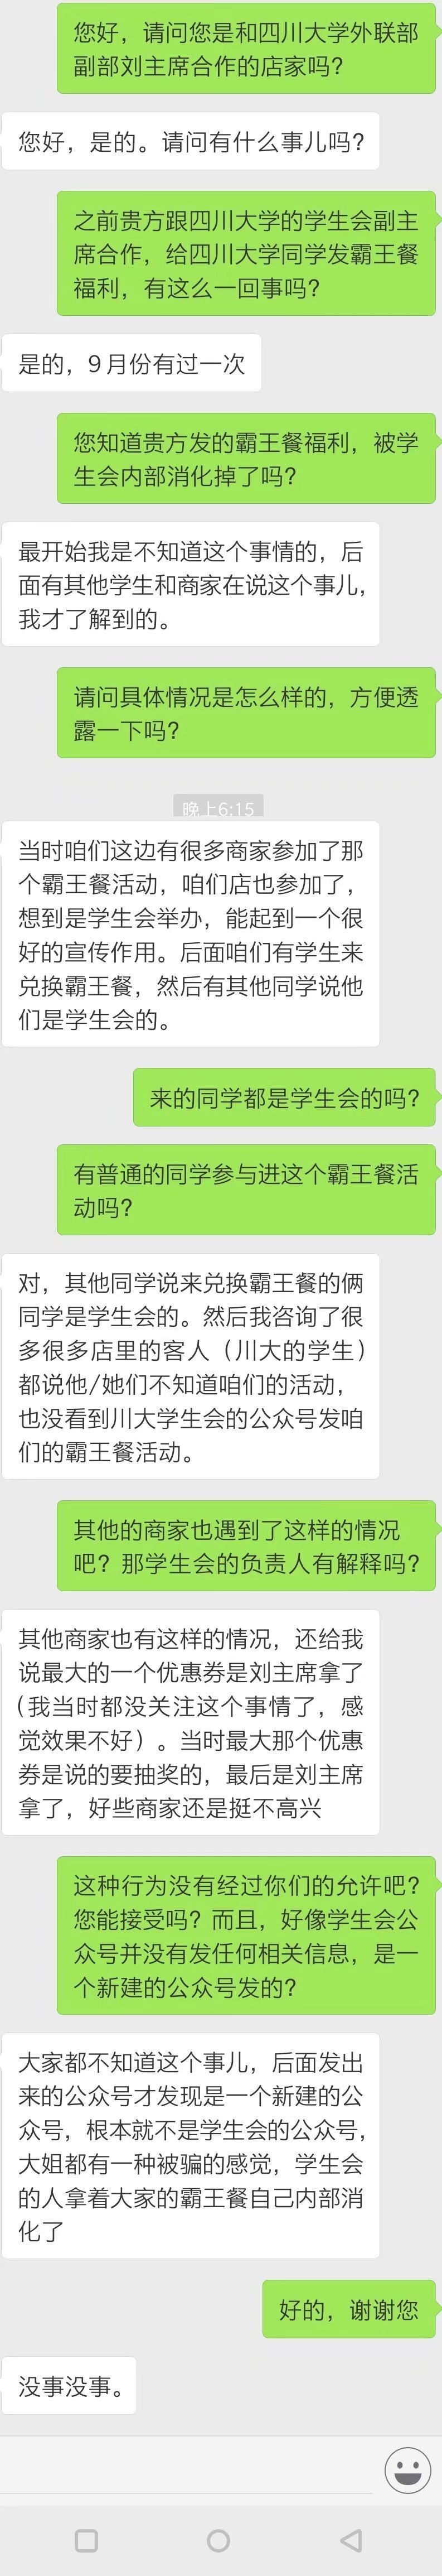 您好，请问您是和四川大学外联部
副部刘主席合作的店家吗?
您好，是的。请问有什么事儿吗?
之前贵方跟四川大学的学生会副主
席合作，给四川大学同学发霸王餐
福利，有这么一回事吗?
是的，9月份有过一次
您知道贵方发的霸王餐福利，被学
生会内部消化掉了吗?
最开始我是不知道这个事情的，后
面有其他学生和商家在说这个事儿，
我才了解到的。
请问具体情况是怎么样的，方便透
露一下吗?
晚上6:15
当时咱们这边有很多商家参加了那
个霸王餐活动，咱们店也参加了，
想到是学生会举办，能起到一个很
好的宣传作用。后面咱们有学生来
兑换霸王餐，然后有其他同学说他
们是学生会的。
来的同学都是学生会的吗?
有普通的同学参与进这个霸王餐活
动吗?
对，其他同学说来兑换霸王餐的俩
同学是学生会的。然后我咨询了很
多很多店里的客人（川大的学生）
都说他/她们不知道咱们的活动，
也没看到川大学生会的公众号发咱
们的霸王餐活动。
其他的商家也遇到了这样的情况
吧？那学生会的负责人有解释吗?
其他商家也有这样的情况，还给我
说最大的一个优惠券是刘主席拿了
（我当时都没关注这个事情了，感
觉效果不好）。当时最大那个优惠
券是说的要抽奖的，最后是刘主席
拿了，好些商家还是挺不高兴
这种行为没有经过你们的允许吧?
您能接受吗？而且，好像学生会公
众号并没有发任何相关信息，是一
个新建的公众号发的?
大家都不知道这个事儿，后面发出
来的公众号才发现是一个新建的公
众号，根本就不是学生会的公众号，
大姐都有一种被骗的感觉，学生会
的人拿着大家的霸王餐自己内部消
化了
好的，谢谢您
没事没事。